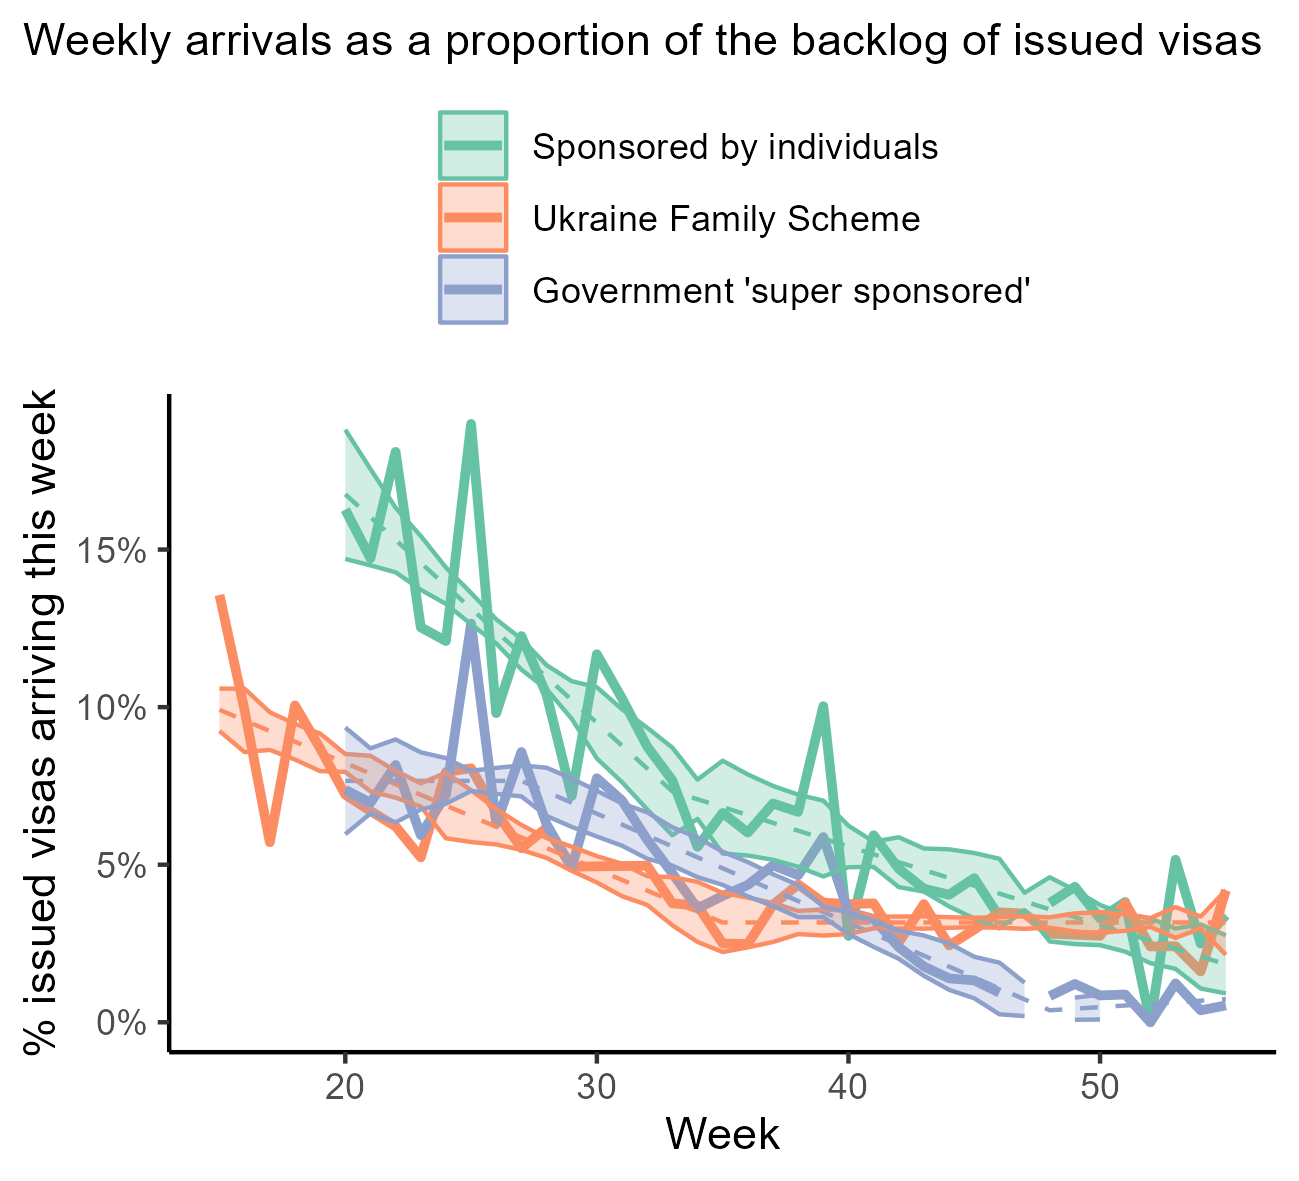 Weekly arrivals as a proportion of the backlog of issued visas
Sponsored by individuals
Ukraine Family Scheme
Government 'super sponsored'
% issued visas arriving this week
15%
10%
5%
0%
20 30 40 50
Week